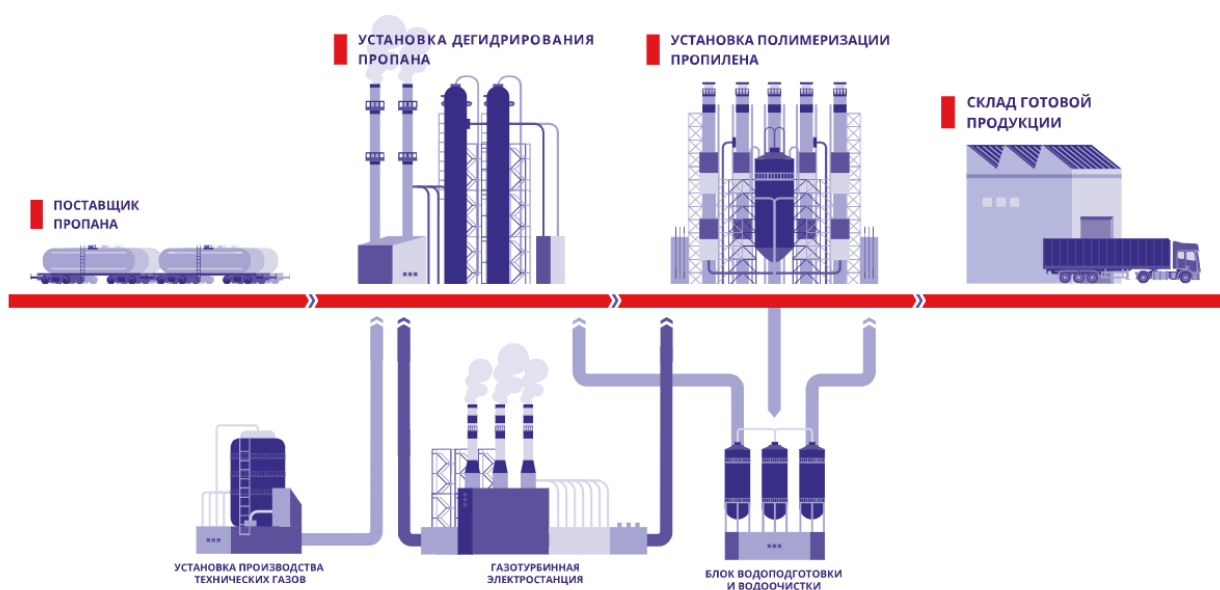 УСТАНОВКА ДЕГИДРИРОВАНИЯ
ПРОПАНА
УСТАНОВКА ПОЛИМЕРИЗАЦИИ
ПРОПИЛЕНА
СКЛАД ГОТОВОЙ
ПРОДУКЦИИ
ПОСТАВЩИК
ПРОПАНА
УСТАНОВКА ПРОИЗВОДСТВА
ТЕХНИЧЕСКИХ ГАЗОВ
ГАЗОТУРБИННАЯ
ЭЛЕКТРОСТАНЦИЯ
БЛОК ВОДОПОДГОТОВКИ
И ВОДООЧИСТКИ